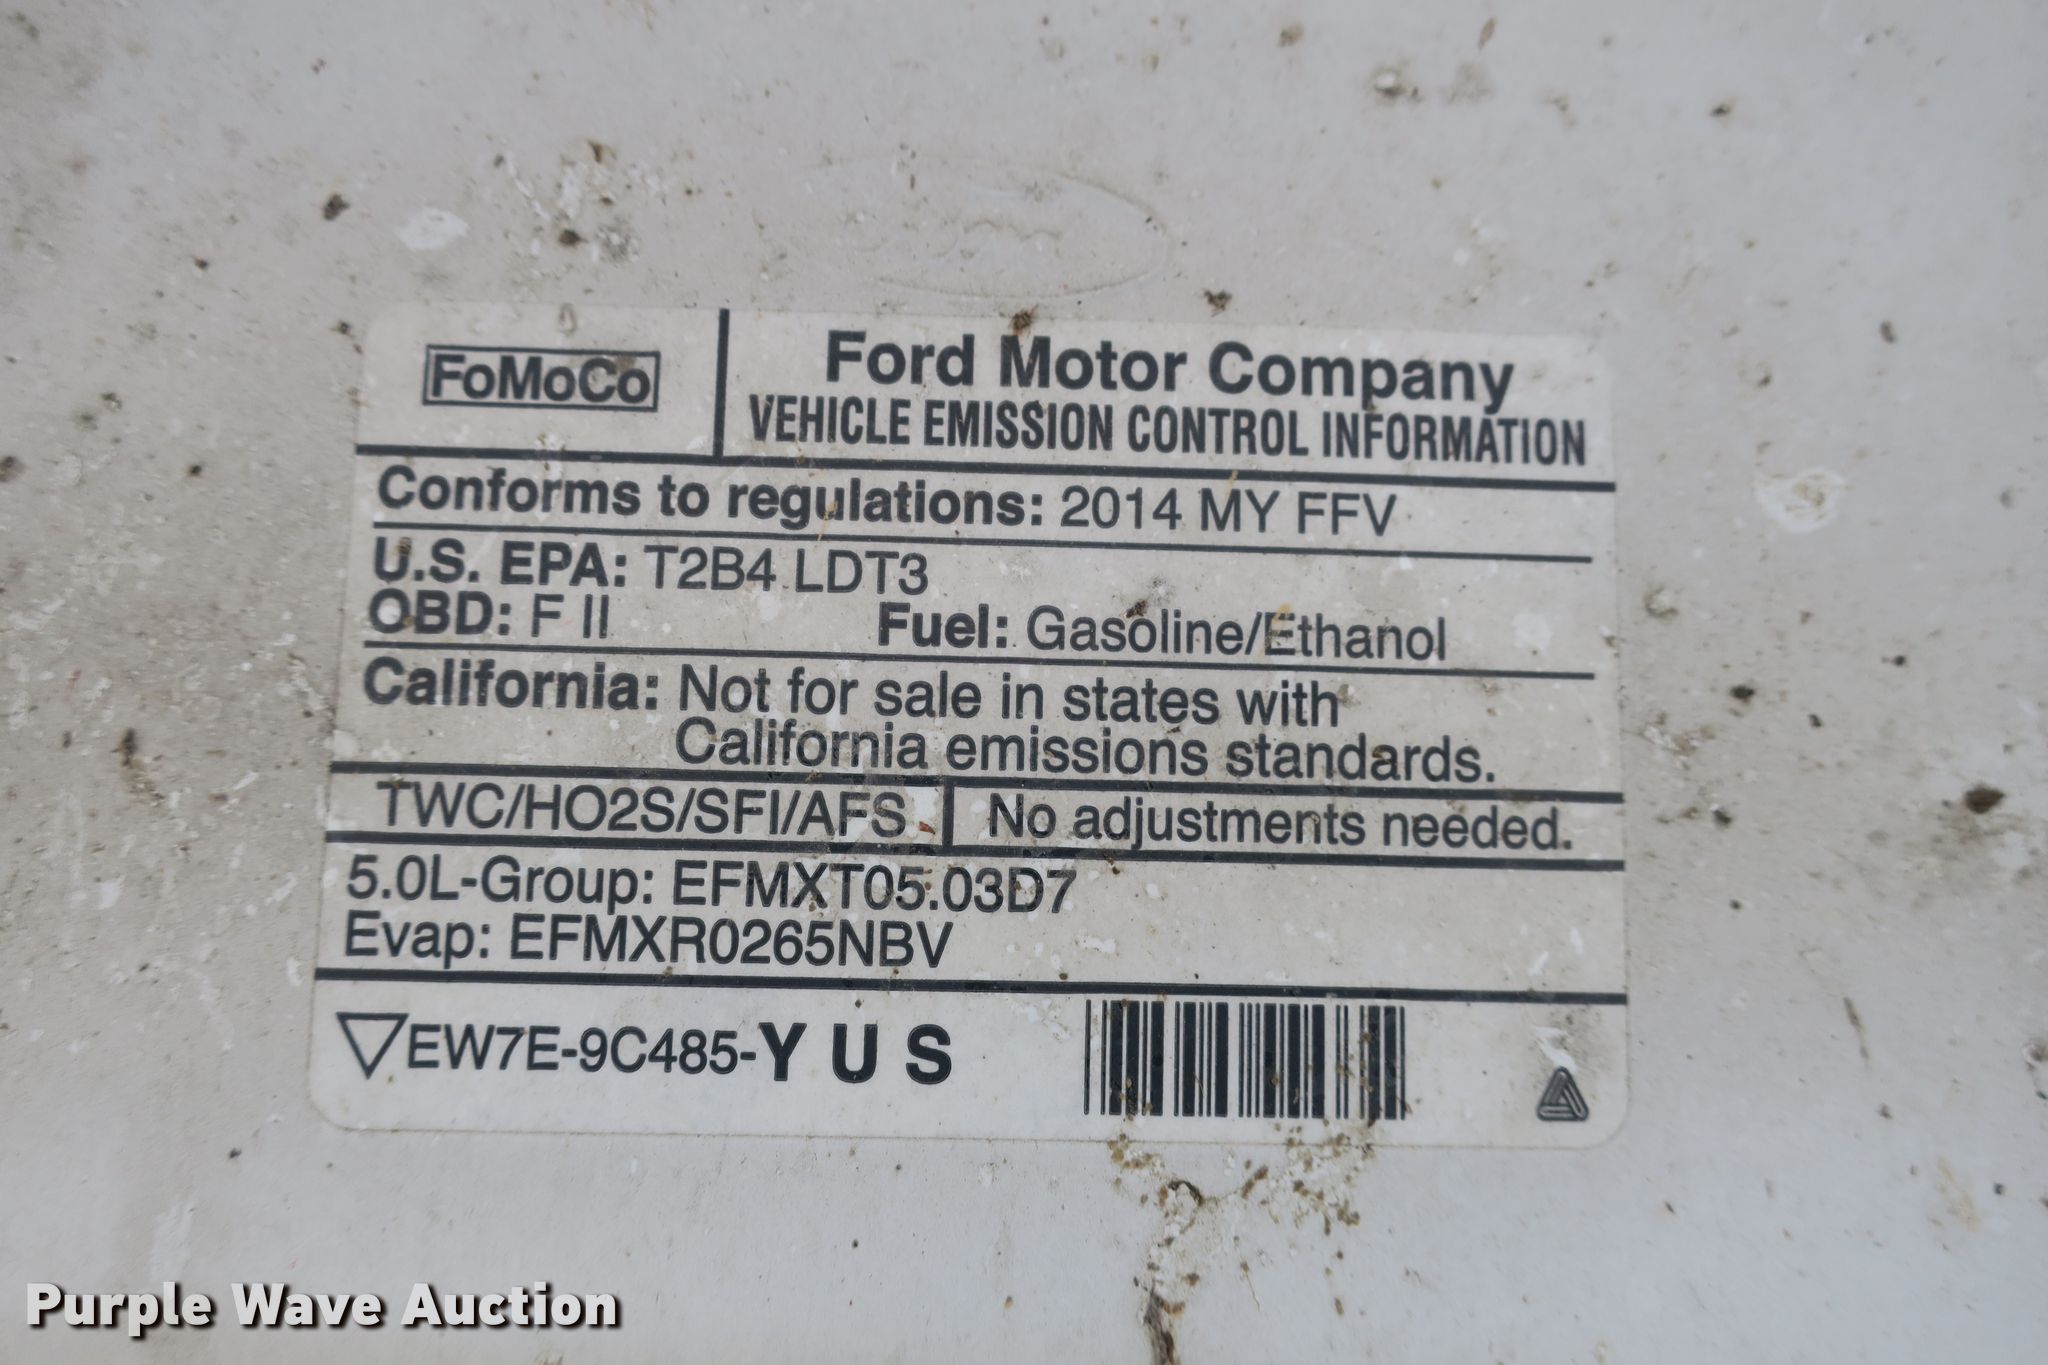 FoMoCo
Ford Motor Company
VEHICLE EMISSION CONTROL INFORMATION
Conforms to regulations: 2014 MY FFV
U.S. EPA: T2B4 LDT3
OBD: F II Fuel: Gasoline/Ethanol
California: Not for sale in states with
California emissions standards.
TWC/HO2S/SFI/AFS No adjustments needed.
5.0L-Group: EFMXT05.03D7
Evap: EFMXR0265NBV
EW7E-9C485-Y U S
Purple Wave Auction